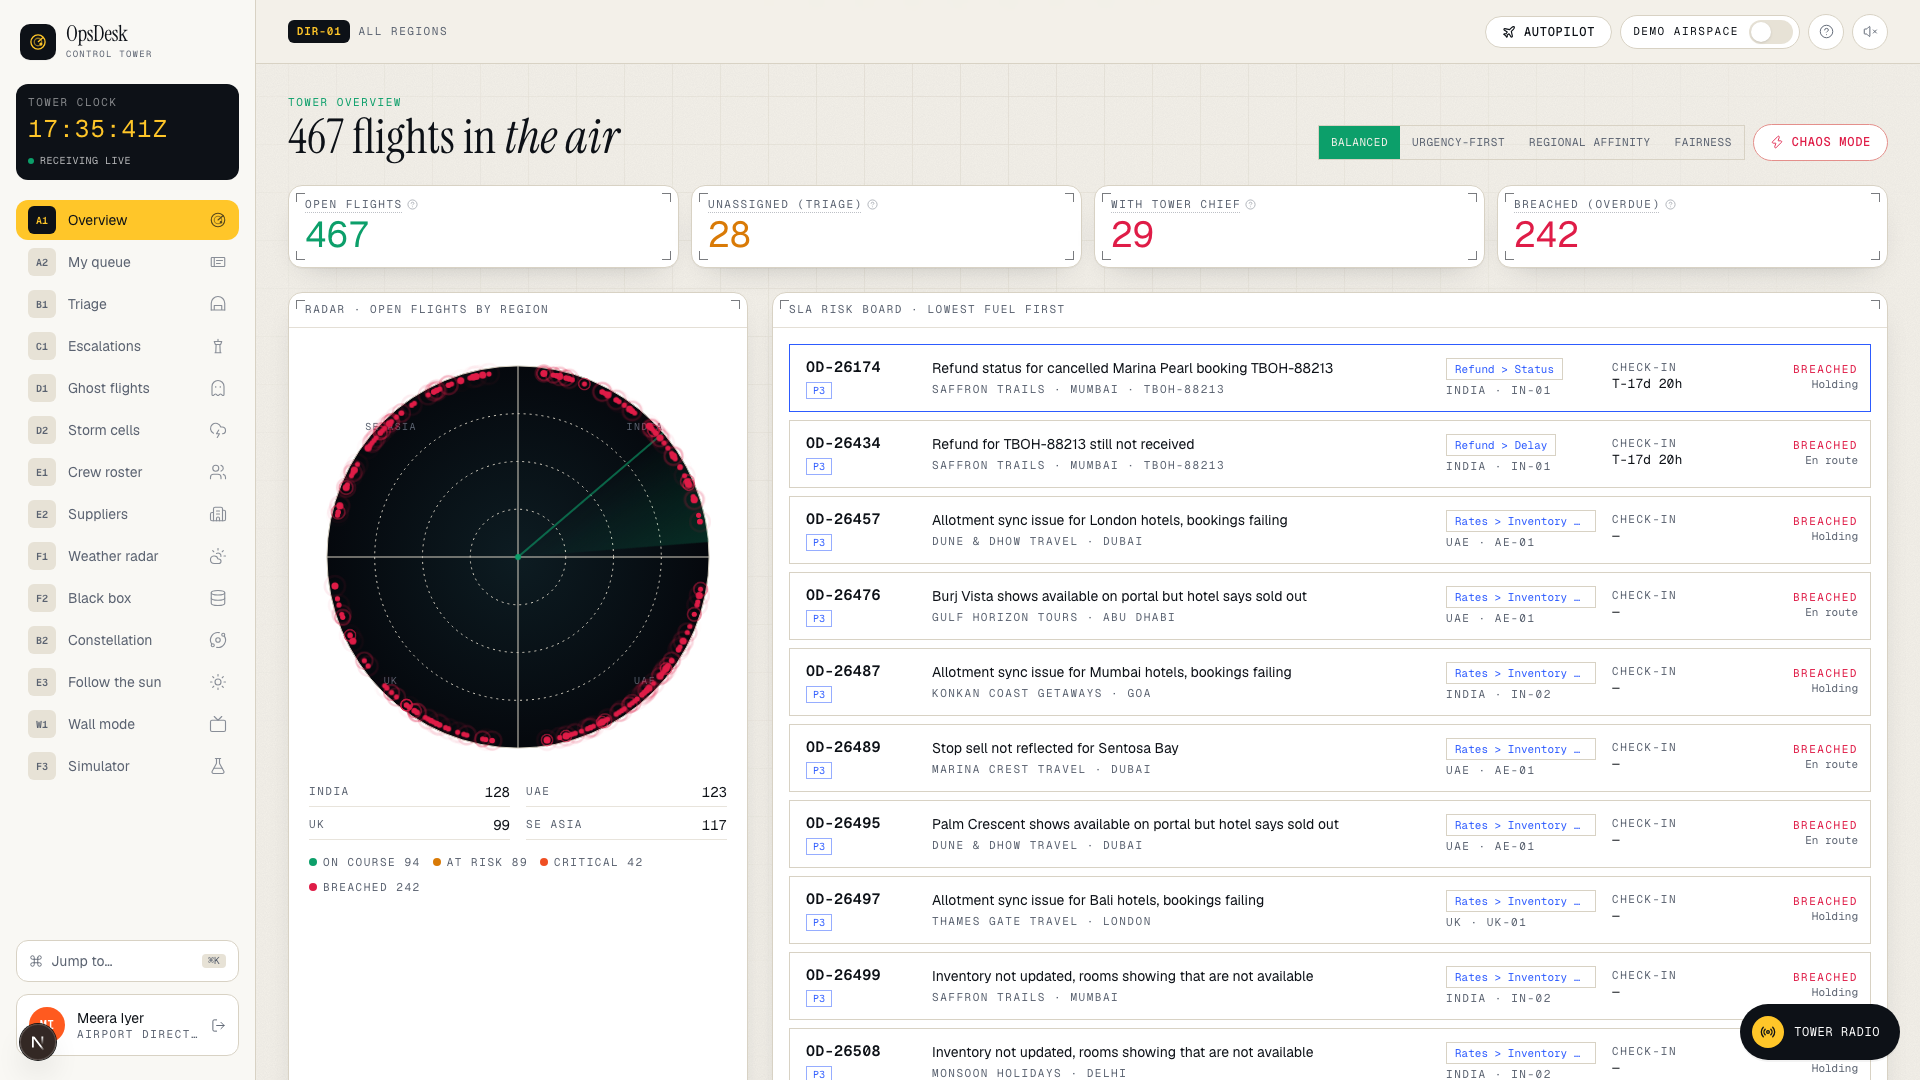 OpsDesk
CONTROL TOWER
TOWER CLOCK
17:35:41Z
RECEIVING LIVE
A1 Overview
A2 My queue
B1 Triage
C1 Escalations
D1 Ghost flights
D2 Storm cells
E1 Crew roster
E2 Suppliers
F1 Weather radar
F2 Black box
B2 Constellation
E3 Follow the sun
W1 Wall mode
F3 Simulator
⌘ Jump to… ⌘K
Meera Iyer
AIRPORT DIRECT…
N
DIR-01 ALL REGIONS
AUTOPILOT
DEMO AIRSPACE
TOWER OVERVIEW
467 flights in the air
BALANCED URGENCY-FIRST REGIONAL AFFINITY FAIRNESS
CHAOS MODE
OPEN FLIGHTS
467
UNASSIGNED (TRIAGE)
28
WITH TOWER CHIEF
29
BREACHED (OVERDUE)
242
RADAR · OPEN FLIGHTS BY REGION
SE ASIA
INDIA
UK
UAE
INDIA 128
UAE 123
UK 99
SE ASIA 117
ON COURSE 94 AT RISK 89 CRITICAL 42
BREACHED 242
SLA RISK BOARD · LOWEST FUEL FIRST
OD-26174 Refund status for cancelled Marina Pearl booking TBOH-88213 Refund > Status CHECK-IN BREACHED
P3 SAFFRON TRAILS · MUMBAI · TBOH-88213 INDIA · IN-01 T-17d 20h Holding
OD-26434 Refund for TBOH-88213 still not received Refund > Delay CHECK-IN BREACHED
P3 SAFFRON TRAILS · MUMBAI · TBOH-88213 INDIA · IN-01 T-17d 20h En route
OD-26457 Allotment sync issue for London hotels, bookings failing Rates > Inventory … CHECK-IN BREACHED
P3 DUNE & DHOW TRAVEL · DUBAI UAE · AE-01 — Holding
OD-26476 Burj Vista shows available on portal but hotel says sold out Rates > Inventory … CHECK-IN BREACHED
P3 GULF HORIZON TOURS · ABU DHABI UAE · AE-01 — En route
OD-26487 Allotment sync issue for Mumbai hotels, bookings failing Rates > Inventory … CHECK-IN BREACHED
P3 KONKAN COAST GETAWAYS · GOA INDIA · IN-02 — Holding
OD-26489 Stop sell not reflected for Sentosa Bay Rates > Inventory … CHECK-IN BREACHED
P3 MARINA CREST TRAVEL · DUBAI UAE · AE-01 — En route
OD-26495 Palm Crescent shows available on portal but hotel says sold out Rates > Inventory … CHECK-IN BREACHED
P3 DUNE & DHOW TRAVEL · DUBAI UAE · AE-01 — En route
OD-26497 Allotment sync issue for Bali hotels, bookings failing Rates > Inventory … CHECK-IN BREACHED
P3 THAMES GATE TRAVEL · LONDON UK · UK-01 — Holding
OD-26499 Inventory not updated, rooms showing that are not available Rates > Inventory … CHECK-IN BREACHED
P3 SAFFRON TRAILS · MUMBAI INDIA · IN-02 — Holding
OD-26508 Inventory not updated, rooms showing that are not available Rates > Inventory … CHECK-IN
P3 MONSOON HOLIDAYS · DELHI INDIA · IN-02 — Holding
TOWER RADIO